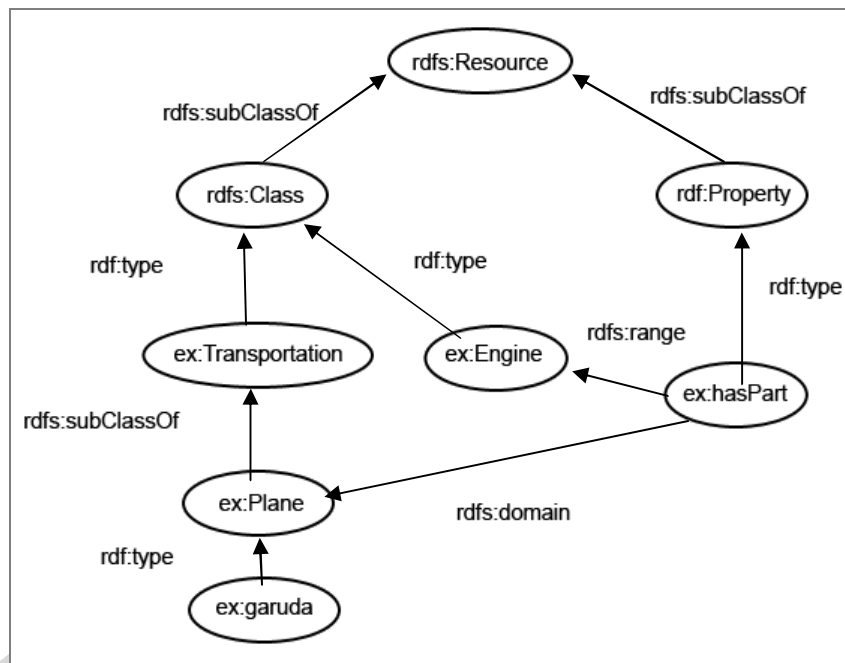 rdfs:Resource
rdfs:subClassOf
rdfs:subClassOf
rdfs:Class
rdf:Property
rdf:type
rdf:type
rdf:type
rdfs:range
ex:Transportation
ex:Engine
ex:hasPart
rdfs:subClassOf
ex:Plane
rdfs:domain
rdf:type
ex:garuda